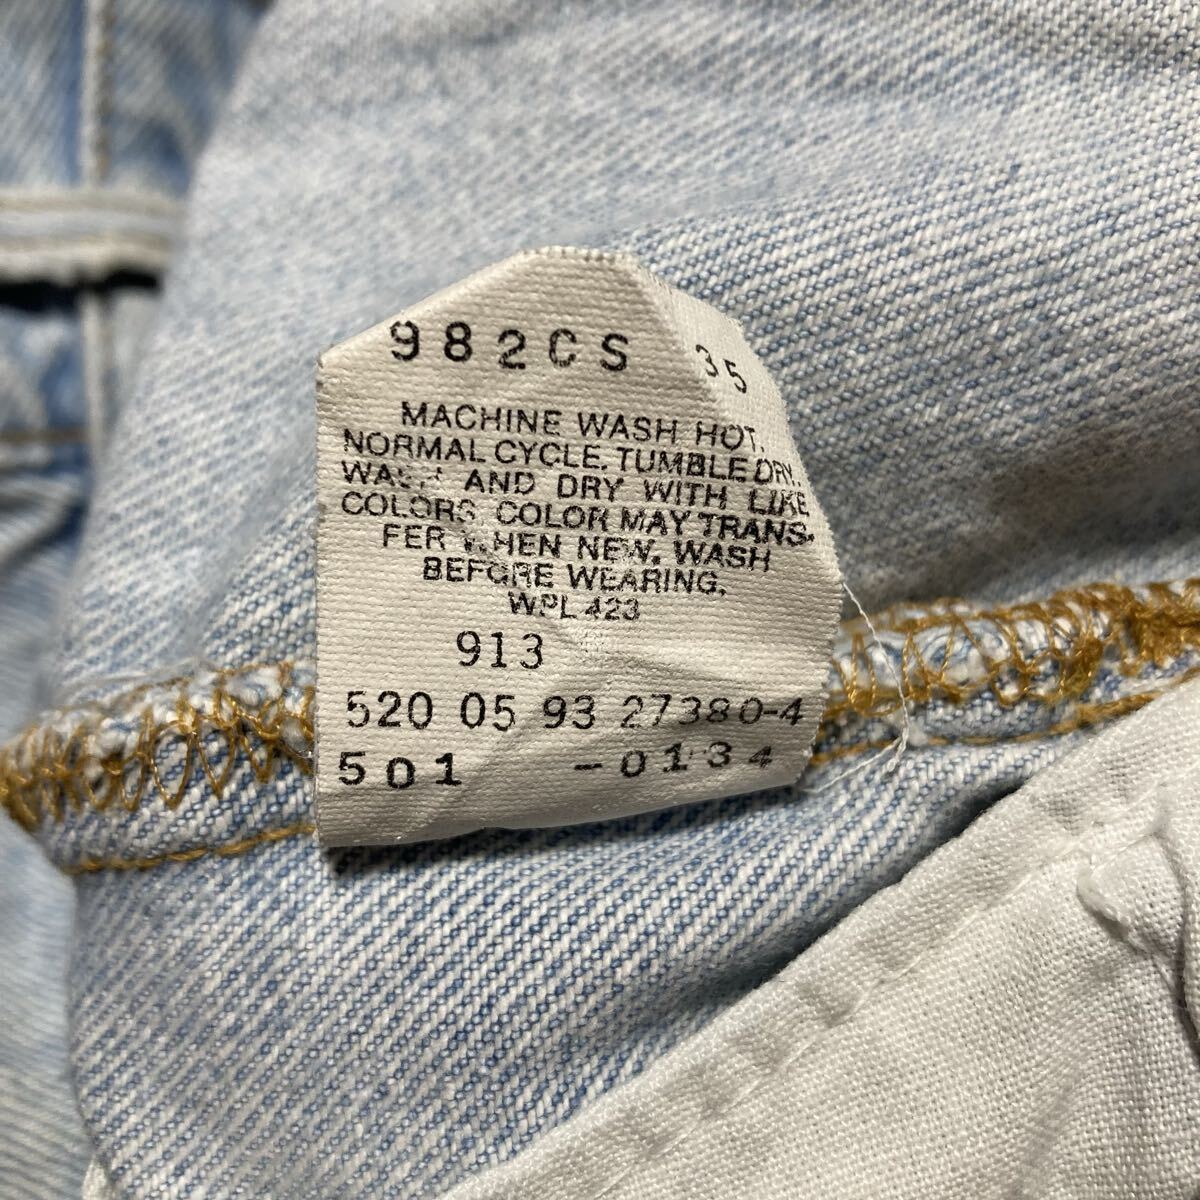 982CS 35
MACHINE WASH HOT,
NORMAL CYCLE. TUMBLE DRY.
WASH AND DRY WITH LIKE
COLORS. COLOR MAY TRANS-
FER WHEN NEW. WASH
BEFORE WEARING.
WPL 423
913
520 05 93 27380-4
501 -0134